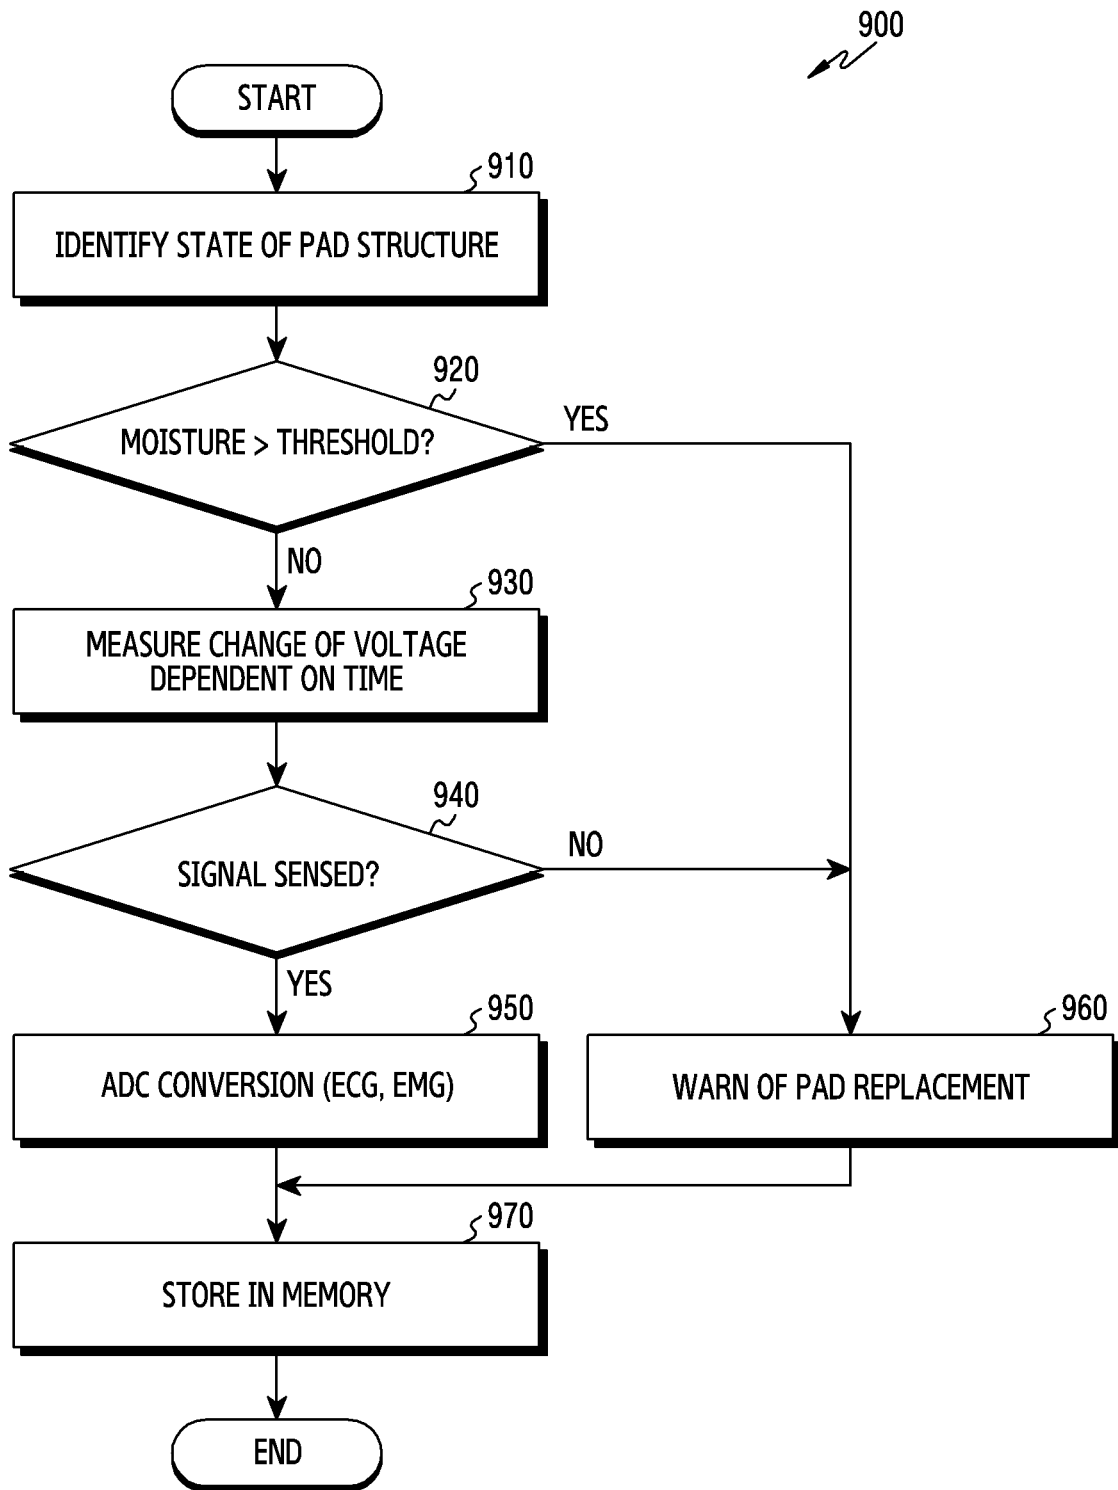 900
START
910
IDENTIFY STATE OF PAD STRUCTURE
920
MOISTURE > THRESHOLD?
YES
NO
930
MEASURE CHANGE OF VOLTAGE
DEPENDENT ON TIME
940
SIGNAL SENSED?
NO
YES
950
ADC CONVERSION (ECG, EMG)
960
WARN OF PAD REPLACEMENT
970
STORE IN MEMORY
END